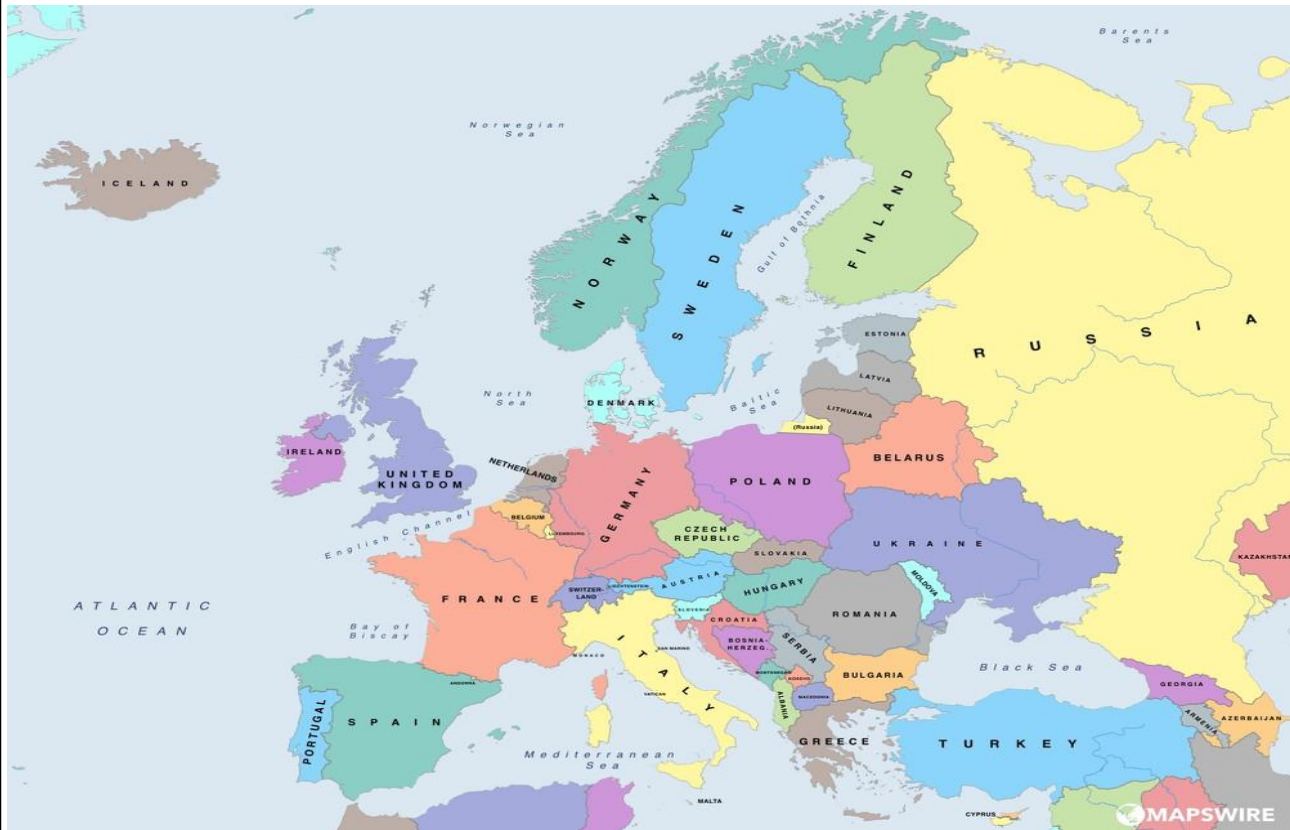 Barents
Sea
Norwegian
Sea
ICELAND
NORWAY
SWEDEN
FINLAND
Gulf of Bothnia
RUSSIA
ESTONIA
LATVIA
LITHUANIA
(Russia)
North
Sea
DENMARK
Baltic
Sea
IRELAND
UNITED
KINGDOM
NETHERLANDS
BELGIUM
LUXEMBOURG
GERMANY
POLAND
BELARUS
English Channel
CZECH
REPUBLIC
SLOVAKIA
UKRAINE
KAZAKHSTAN
ATLANTIC
OCEAN
Bay of
Biscay
FRANCE
SWITZER-
LAND
LIECHTENSTEIN
AUSTRIA
HUNGARY
MOLDOVA
SLOVENIA
CROATIA
ROMANIA
BOSNIA-
HERZEG.
SERBIA
MONACO
SAN MARINO
ITALY
VATICAN
MONTENEGRO
KOSOVO
BULGARIA
Black Sea
GEORGIA
ARMENIA
AZERBAIJAN
ANDORRA
PORTUGAL
SPAIN
ALBANIA
MACEDONIA
GREECE
TURKEY
Mediterranean
Sea
MALTA
CYPRUS
MAPSWIRE